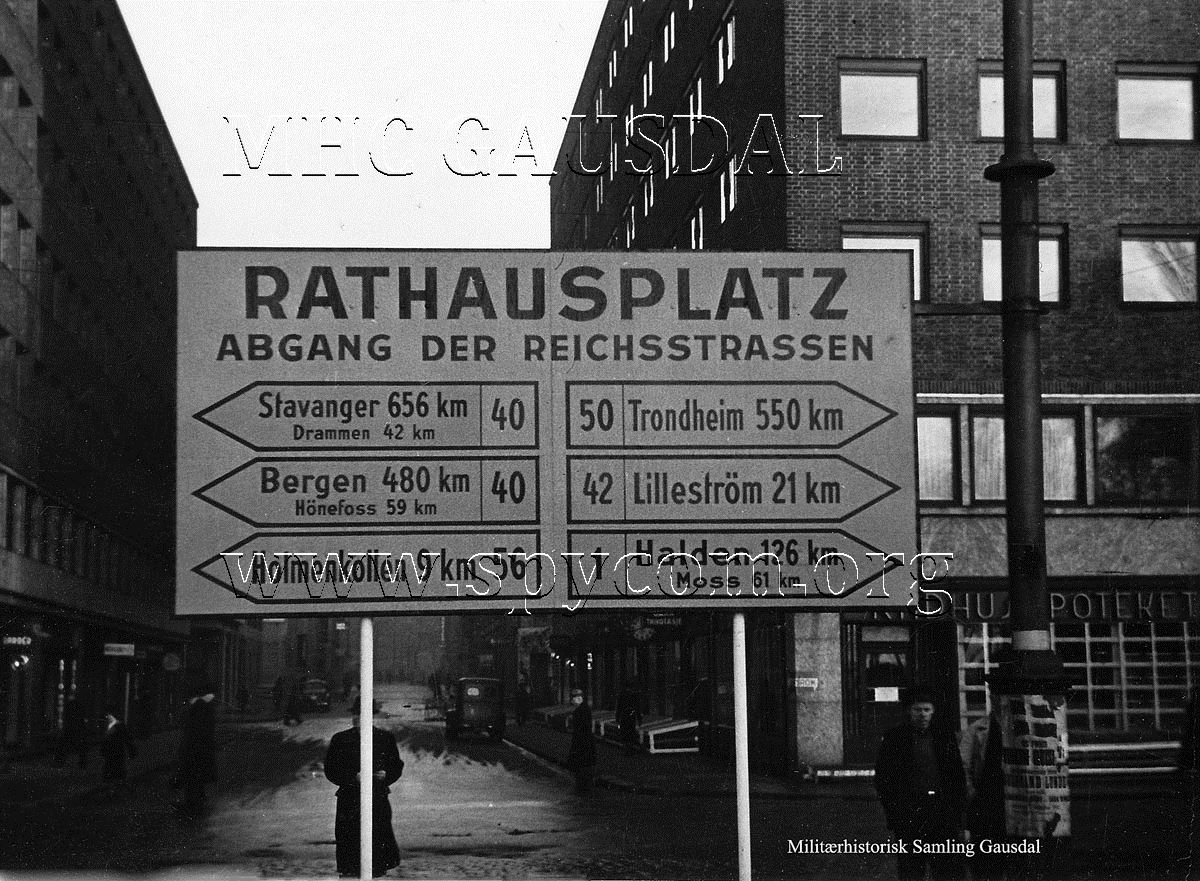 MHC GAUSDAL
RATHAUSPLATZ
ABGANG DER REICHSSTRASSEN
Stavanger 656 km 40
Drammen 42 km
50 Trondheim 550 km
Bergen 480 km 40
Hönefoss 59 km
42 Lilleström 21 km
Holmenkollen 9 km 56
1 Halden 126 km
Moss 61 km
www.spycom.org
POTEKET
Militærhistorisk Samling Gausdal